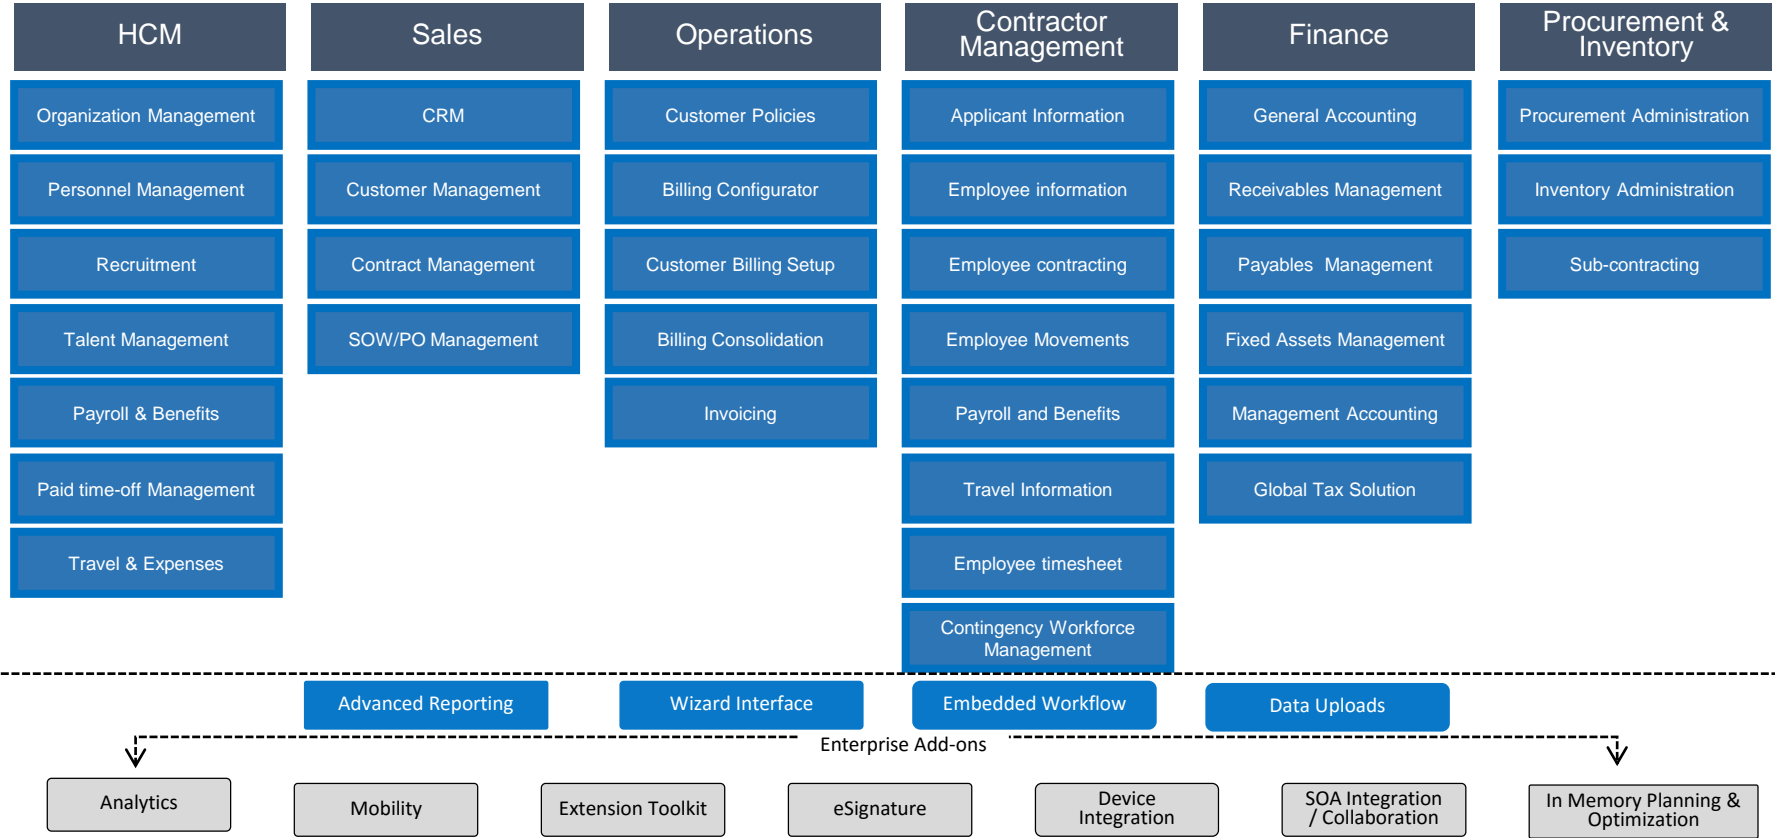 HCM
Sales
Operations
Contractor
Management
Finance
Procurement &
Inventory
Organization Management
CRM
Customer Policies
Applicant Information
General Accounting
Procurement Administration
Personnel Management
Customer Management
Billing Configurator
Employee information
Receivables Management
Inventory Administration
Recruitment
Contract Management
Customer Billing Setup
Employee contracting
Payables Management
Sub-contracting
Talent Management
SOW/PO Management
Billing Consolidation
Employee Movements
Fixed Assets Management
Payroll & Benefits
Invoicing
Payroll and Benefits
Management Accounting
Paid time-off Management
Travel Information
Global Tax Solution
Travel & Expenses
Employee timesheet
Contingency Workforce
Management
Advanced Reporting
Wizard Interface
Embedded Workflow
Data Uploads
Enterprise Add-ons
Analytics
Mobility
Extension Toolkit
eSignature
Device
Integration
SOA Integration
/ Collaboration
In Memory Planning &
Optimization